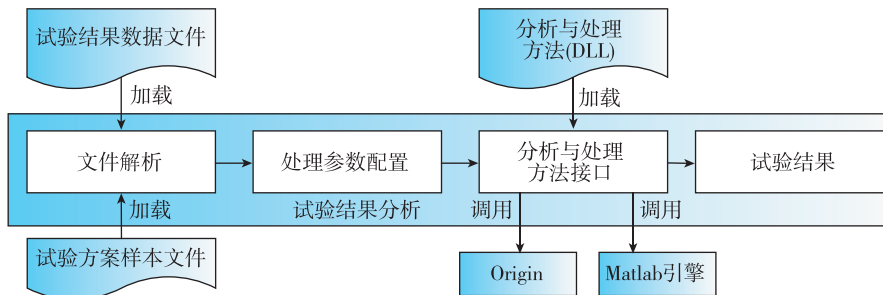 试验结果数据文件
分析与处理
方法(DLL)
加载
加载
文件解析
处理参数配置
分析与处理
方法接口
试验结果
加载
试验结果分析
调用
调用
试验方案样本文件
Origin
Matlab引擎